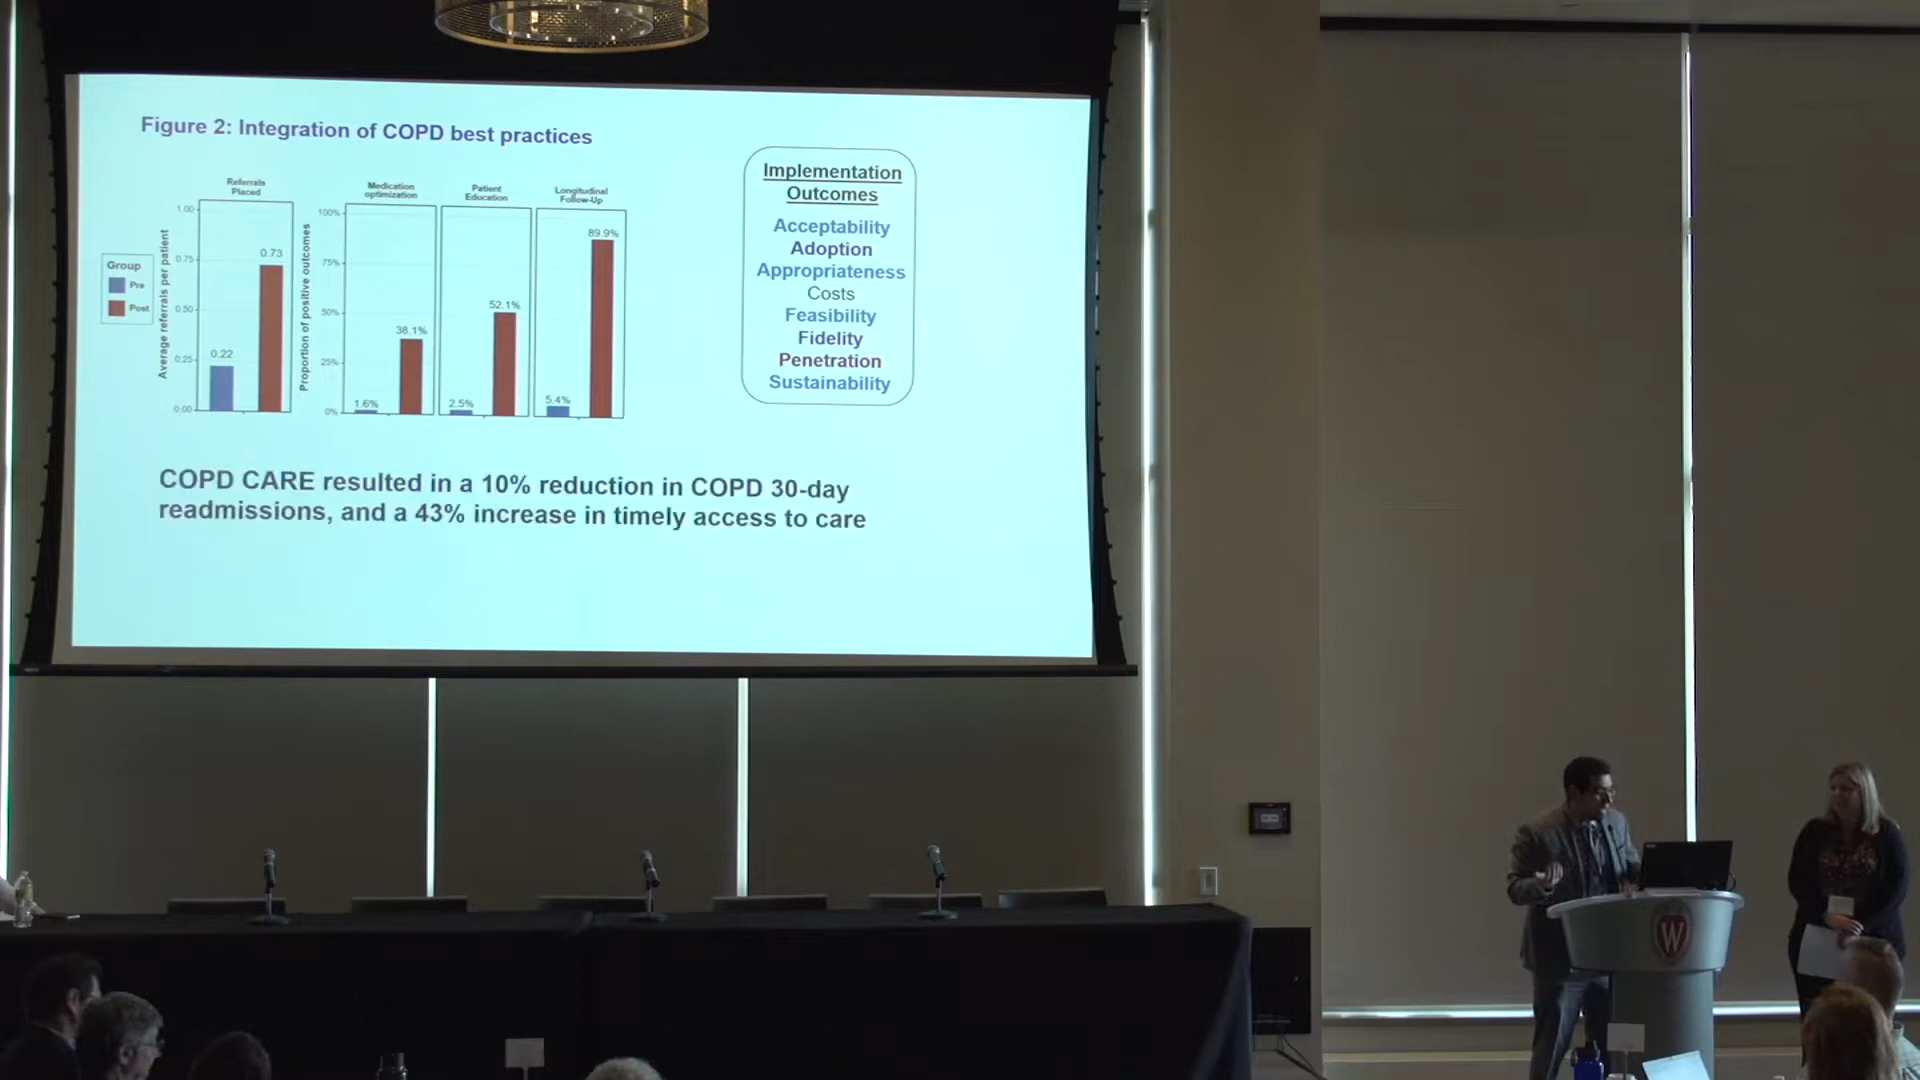 Figure 2: Integration of COPD best practices
Referrals
Placed
Medication
optimization
Patient
Education
Longitudinal
Follow-Up
Group
Pre
Post
Average referrals per patient
1.00
0.75
0.50
0.25
0.00
0.22
0.73
Proportion of positive outcomes
100%
75%
50%
25%
0%
1.6%
38.1%
2.5%
52.1%
5.4%
89.9%
Implementation
Outcomes
Acceptability
Adoption
Appropriateness
Costs
Feasibility
Fidelity
Penetration
Sustainability
COPD CARE resulted in a 10% reduction in COPD 30-day
readmissions, and a 43% increase in timely access to care
W